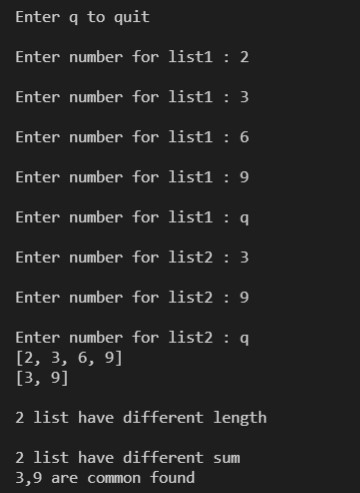 Enter q to quit
Enter number for list1 : 2
Enter number for list1 : 3
Enter number for list1 : 6
Enter number for list1 : 9
Enter number for list1 : q
Enter number for list2 : 3
Enter number for list2 : 9
Enter number for list2 : q
[2, 3, 6, 9]
[3, 9]
2 list have different length
2 list have different sum
3,9 are common found